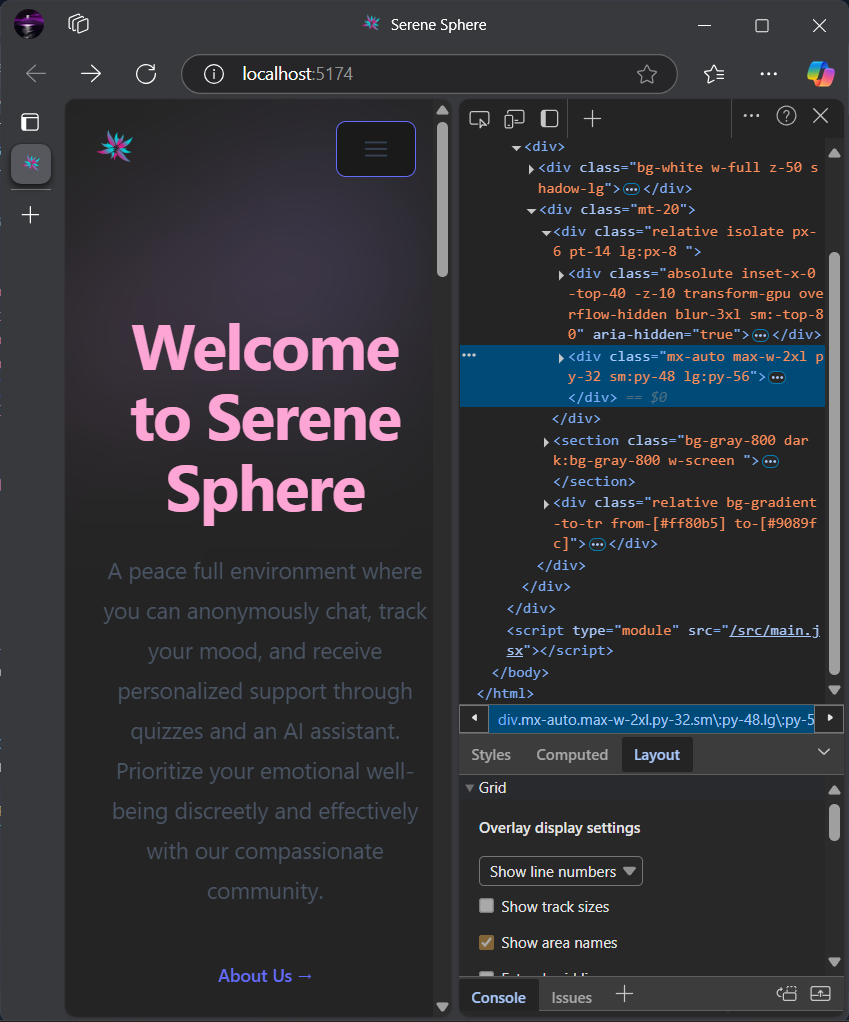 Serene Sphere
localhost:5174
Welcome
to Serene
Sphere
A peace full environment where
you can anonymously chat, track
your mood, and receive
personalized support through
quizzes and an AI assistant.
Prioritize your emotional well-
being discreetly and effectively
with our compassionate
community.
About Us →
<div>
<div class="bg-white w-full z-50 s
hadow-lg">…</div>
<div class="mt-20">
<div class="relative isolate px-
6 pt-14 lg:px-8 ">
<div class="absolute inset-x-0
-top-40 -z-10 transform-gpu ove
rflow-hidden blur-3xl sm:-top-8
0" aria-hidden="true">…</div>
<div class="mx-auto max-w-2xl p
y-32 sm:py-48 lg:py-56">…
</div> == $0
</div>
<section class="bg-gray-800 dar
k:bg-gray-800 w-screen ">…
</section>
<div class="relative bg-gradient
-to-tr from-[#ff80b5] to-[#9089f
c]">…</div>
</div>
</div>
</div>
<script type="module" src="/src/main.j
sx"></script>
</body>
</html>
div.mx-auto.max-w-2xl.py-32.sm\:py-48.lg\:py-5
Styles Computed Layout
Grid
Overlay display settings
Show line numbers
Show track sizes
Show area names
Console Issues